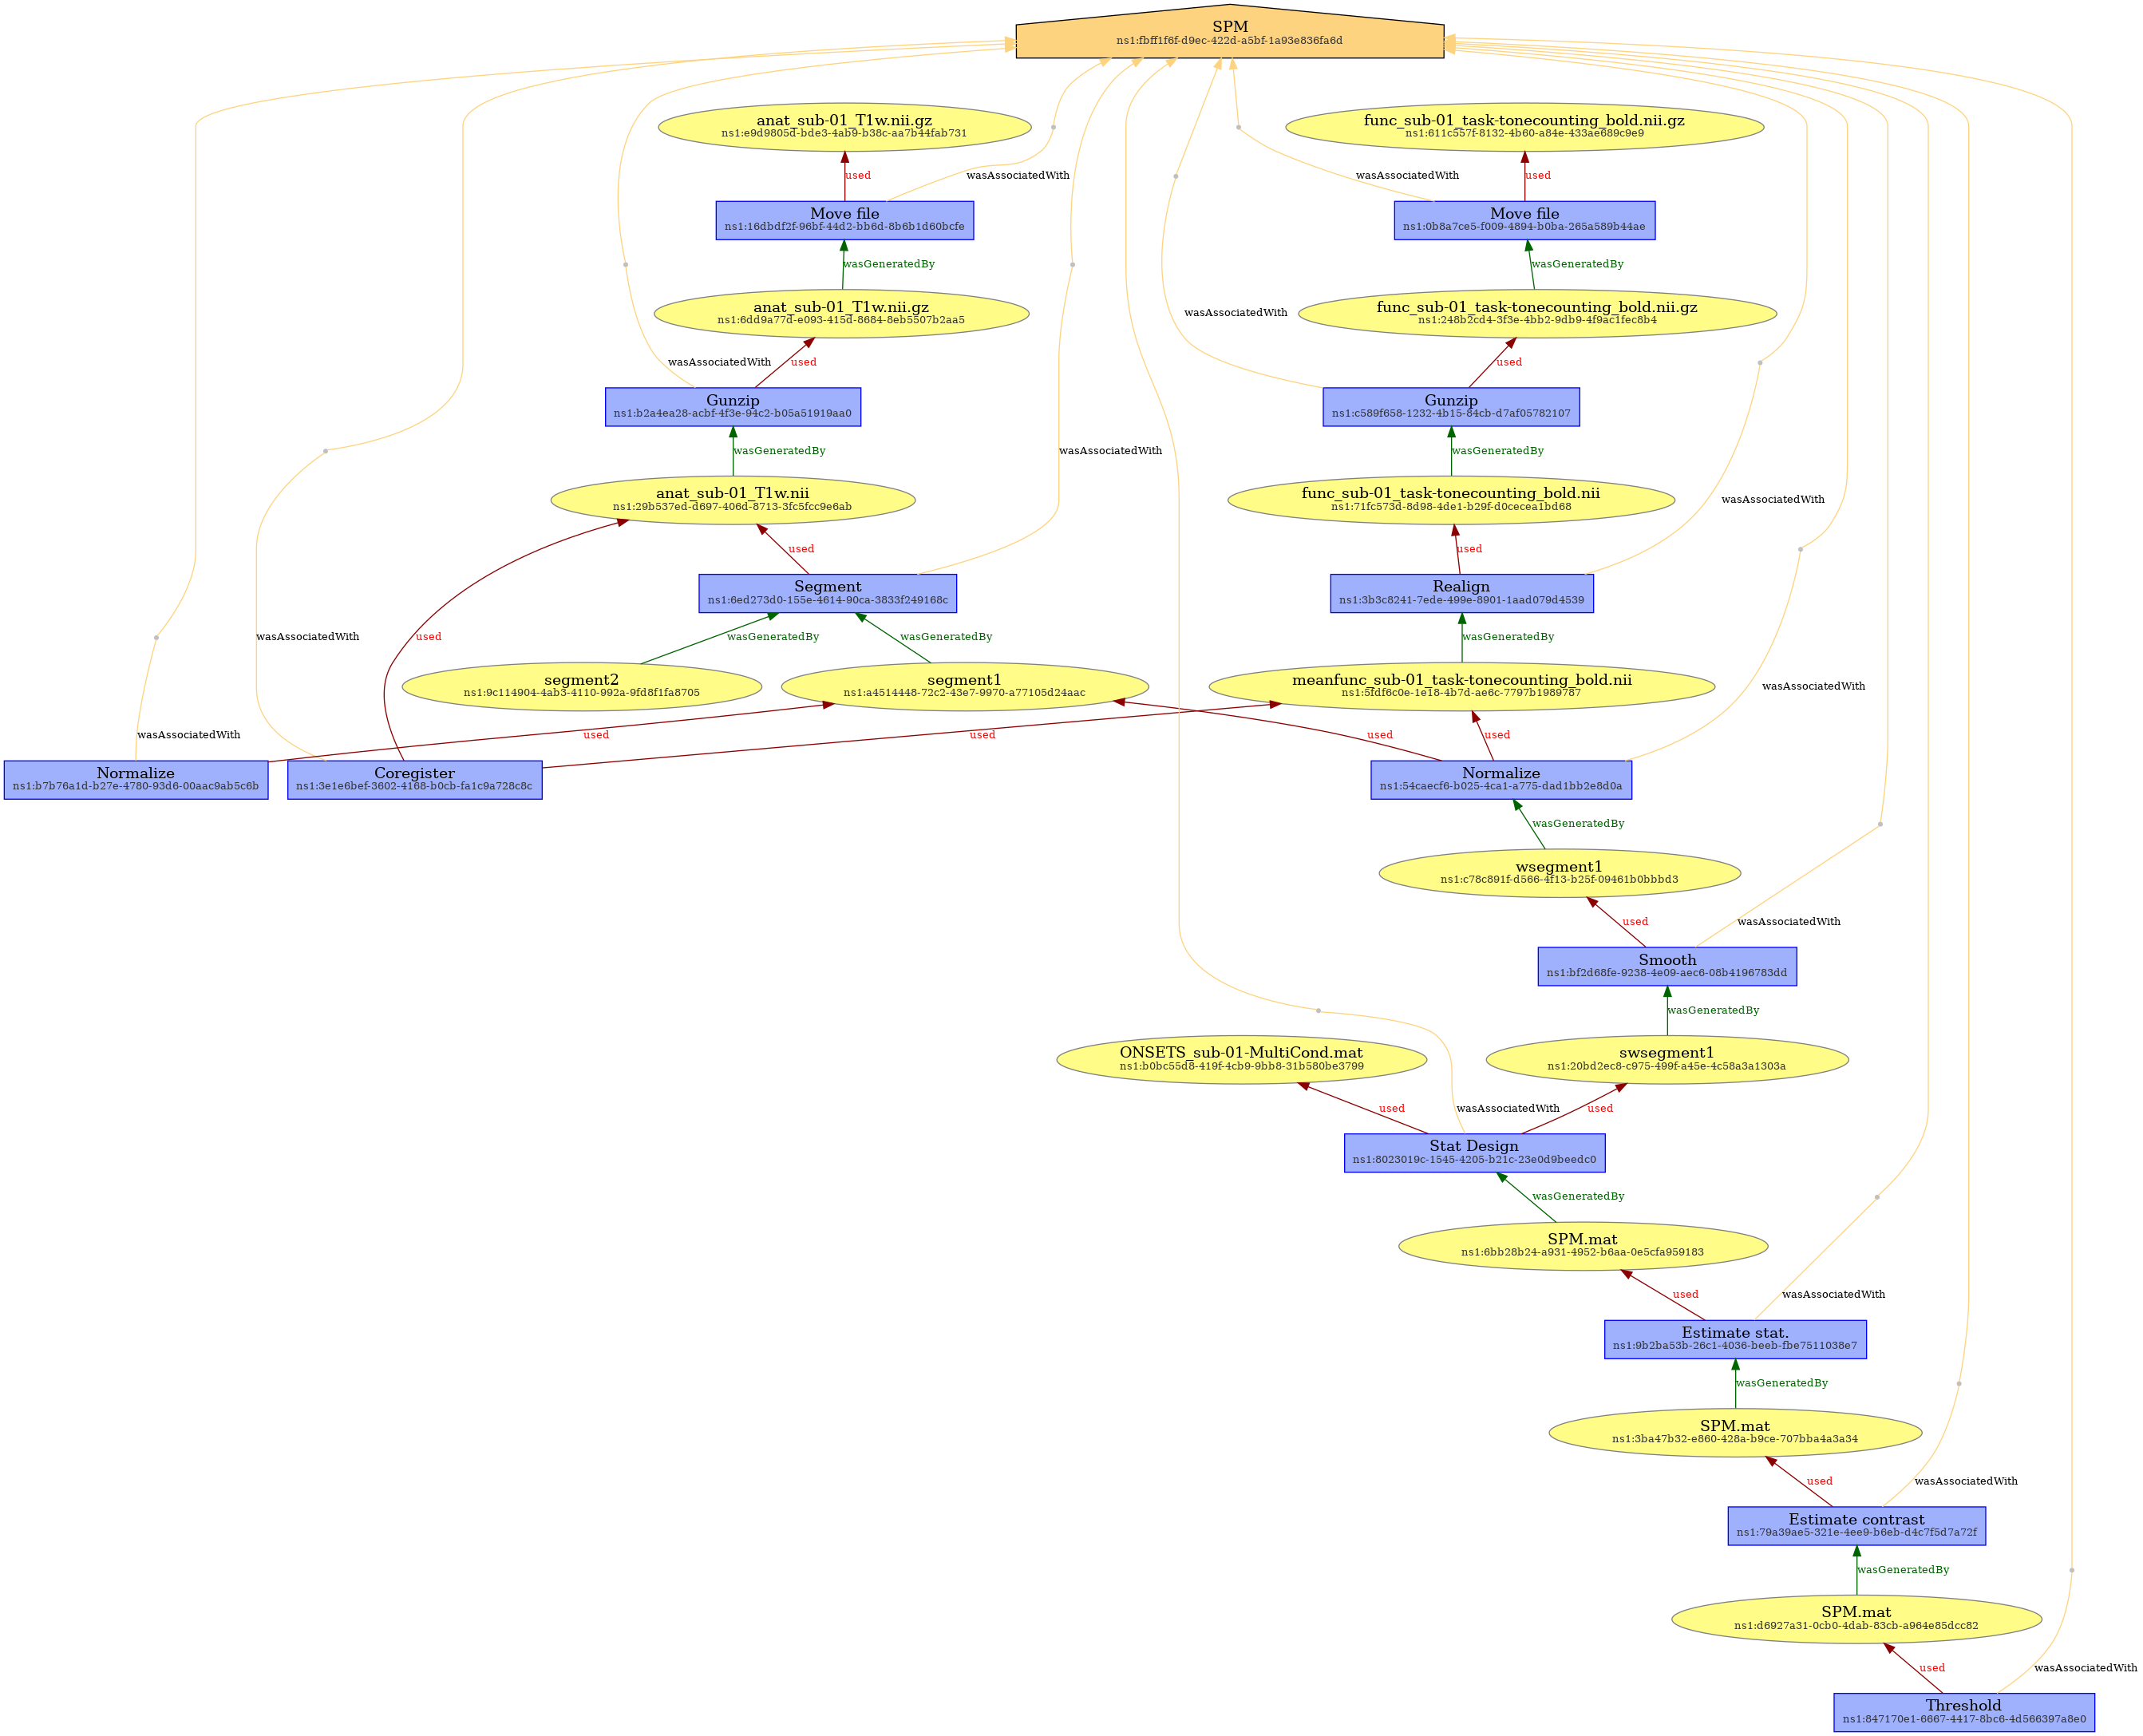 SPM
ns1:fbff1f6f-d9ec-422d-a5bf-1a93e836fa6d
anat_sub-01_T1w.nii.gz
ns1:e9d9805d-bde3-4ab9-b38c-aa7b44fab731
func_sub-01_task-tonecounting_bold.nii.gz
ns1:611c5b7f-8132-4b60-a84e-433ae689c9e9
used
wasAssociatedWith
wasAssociatedWith
used
Move file
ns1:16dbdf2f-96bf-44d2-bb6d-8b6b1d60bcfe
Move file
ns1:0b8a7ce5-f009-4894-b0ba-265a589b44ae
wasGeneratedBy
wasGeneratedBy
anat_sub-01_T1w.nii.gz
ns1:6dd9a77d-e093-415d-8684-8eb5507b2aa5
wasAssociatedWith
func_sub-01_task-tonecounting_bold.nii.gz
ns1:248b2cd4-3f3e-4bb2-9db9-4f9ac1fec8b4
wasAssociatedWith
used
used
Gunzip
ns1:b2a4ea28-acbf-4f3e-94c2-b05a51919aa0
Gunzip
ns1:c589f658-1232-4b15-84cb-d7af05782107
wasGeneratedBy
wasAssociatedWith
wasGeneratedBy
anat_sub-01_T1w.nii
ns1:29b537ed-d697-406d-8713-3fc5fcc9e6ab
func_sub-01_task-tonecounting_bold.nii
ns1:71fc573d-8d98-4de1-b29f-d0cecea1bd68
wasAssociatedWith
used
used
Segment
ns1:6ed273d0-155e-4614-90ca-3833f249168c
Realign
ns1:3b3c8241-7ede-499e-8901-1aad079d4539
wasAssociatedWith
used
wasGeneratedBy
wasGeneratedBy
wasGeneratedBy
segment2
ns1:9c114904-4ab3-4110-992a-9fd8f1fa8705
segment1
ns1:a4514448-72c2-43e7-9970-a77105d24aac
meanfunc_sub-01_task-tonecounting_bold.nii
ns1:5fdf6c0e-1e18-4b7d-ae6c-7797b1989787
wasAssociatedWith
wasAssociatedWith
used
used
used
used
Normalize
ns1:b7b76a1d-b27e-4780-93d6-00aac9ab5c6b
Coregister
ns1:3e1e6bef-3602-4168-b0cb-fa1c9a728c8c
Normalize
ns1:54caecf6-b025-4ca1-a775-dad1bb2e8d0a
wasGeneratedBy
wsegment1
ns1:c78c891f-d566-4f13-b25f-09461b0bbbd3
used
wasAssociatedWith
Smooth
ns1:bf2d68fe-9238-4e09-aec6-08b4196783dd
wasGeneratedBy
ONSETS_sub-01-MultiCond.mat
ns1:b0bc55d8-419f-4cb9-9bb8-31b580be3799
swsegment1
ns1:20bd2ec8-c975-499f-a45e-4c58a3a1303a
used
wasAssociatedWith
used
Stat Design
ns1:8023019c-1545-4205-b21c-23e0d9beedc0
wasGeneratedBy
SPM.mat
ns1:6bb28b24-a931-4952-b6aa-0e5cfa959183
used
wasAssociatedWith
Estimate stat.
ns1:9b2ba53b-26c1-4036-beeb-fbe7511038e7
wasGeneratedBy
SPM.mat
ns1:3ba47b32-e860-428a-b9ce-707bba4a3a34
used
wasAssociatedWith
Estimate contrast
ns1:79a39ae5-321e-4ee9-b6eb-d4c7f5d7a72f
wasGeneratedBy
SPM.mat
ns1:d6927a31-0cb0-4dab-83cb-a964e85dcc82
used
wasAssociatedWith
Threshold
ns1:847170e1-6667-4417-8bc6-4d566397a8e0